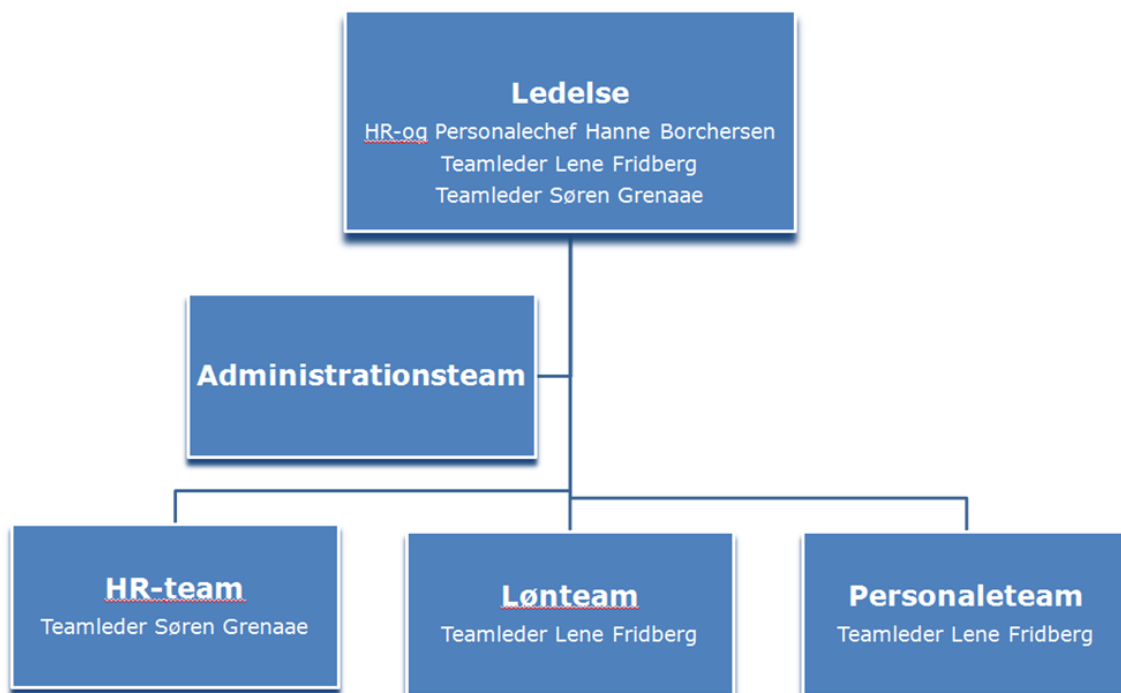 Ledelse
HR-og Personalechef Hanne Borchersen
Teamleder Lene Fridberg
Teamleder Søren Grenaae
Administrationsteam
HR-team
Teamleder Søren Grenaae
Lønteam
Teamleder Lene Fridberg
Personaleteam
Teamleder Lene Fridberg